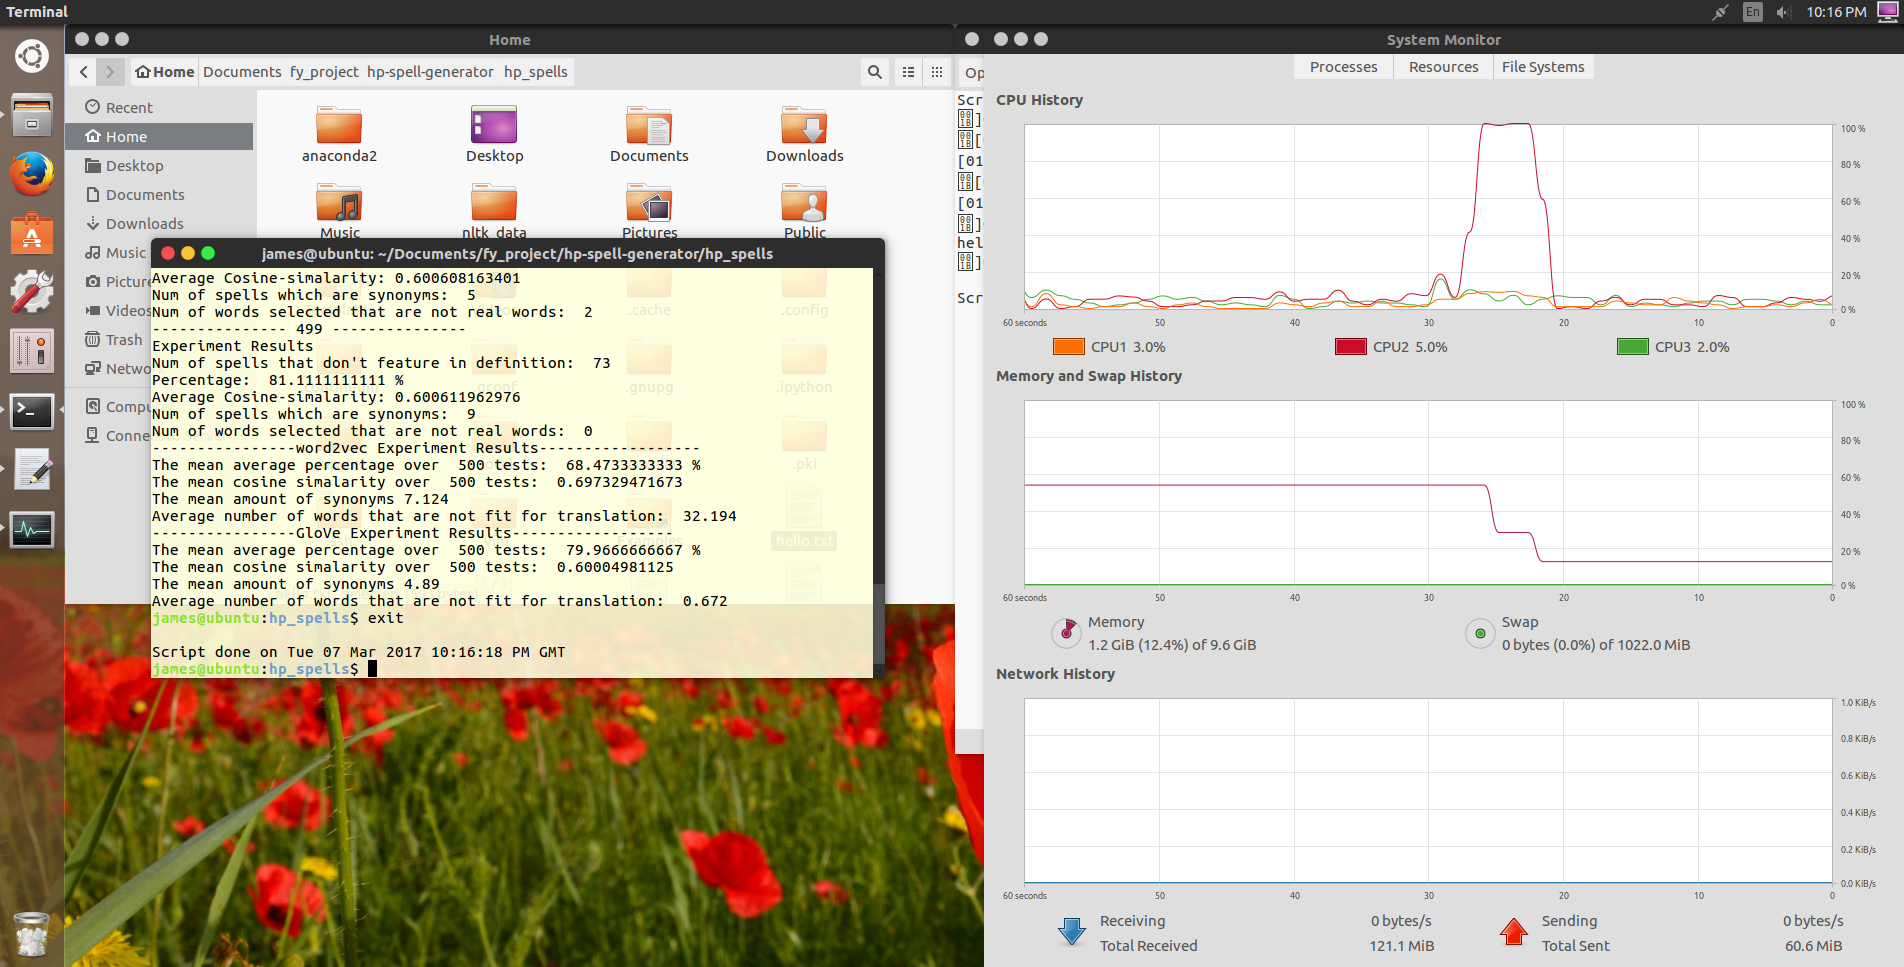 Terminal
En
10:16 PM
Home
Home Documents fy_project hp-spell-generator hp_spells
Recent
Home
Desktop
Documents
Downloads
Music
Videos
Trash
anaconda2 Desktop Documents Downloads
Music nltk_data Pictures Public
.cache .config
.gconf .gnupg .ipython
.pki
Examples hello.txt
james@ubuntu: ~/Documents/fy_project/hp-spell-generator/hp_spells
Average Cosine-simalarity: 0.600608163401
Num of spells which are synonyms:  5
Num of words selected that are not real words:  2
--------------- 499 ---------------
Experiment Results
Num of spells that don't feature in definition:  73
Percentage:  81.1111111111 %
Average Cosine-simalarity: 0.600611962976
Num of spells which are synonyms:  9
Num of words selected that are not real words:  0
----------------word2vec Experiment Results------------------
The mean average percentage over  500 tests:  68.4733333333 %
The mean cosine simalarity over  500 tests:  0.697329471673
The mean amount of synonyms 7.124
Average number of words that are not fit for translation:  32.194
----------------GloVe Expertiment Results------------------
The mean average percentage over  500 tests:  79.9666666667 %
The mean cosine simalarity over  500 tests:  0.60004981125
The mean amount of synonyms 4.89
Average number of words that are not fit for translation:  0.672
james@ubuntu:hp_spells$ exit
Script done on Tue 07 Mar 2017 10:16:18 PM GMT
james@ubuntu:hp_spells$
System Monitor
Processes Resources File Systems
CPU History
100 %
80 %
60 %
40 %
20 %
0 %
60 seconds 50 40 30 20 10 0
CPU1 3.0% CPU2 5.0% CPU3 2.0%
Memory and Swap History
100 %
80 %
60 %
40 %
20 %
0 %
60 seconds 50 40 30 20 10 0
Memory
1.2 GiB (12.4%) of 9.6 GiB
Swap
0 bytes (0.0%) of 1022.0 MiB
Network History
1.0 KiB/s
0.8 KiB/s
0.6 KiB/s
0.4 KiB/s
0.2 KiB/s
0.0 KiB/s
60 seconds 50 40 30 20 10 0
Receiving 0 bytes/s
Total Received 121.1 MiB
Sending 0 bytes/s
Total Sent 60.6 MiB